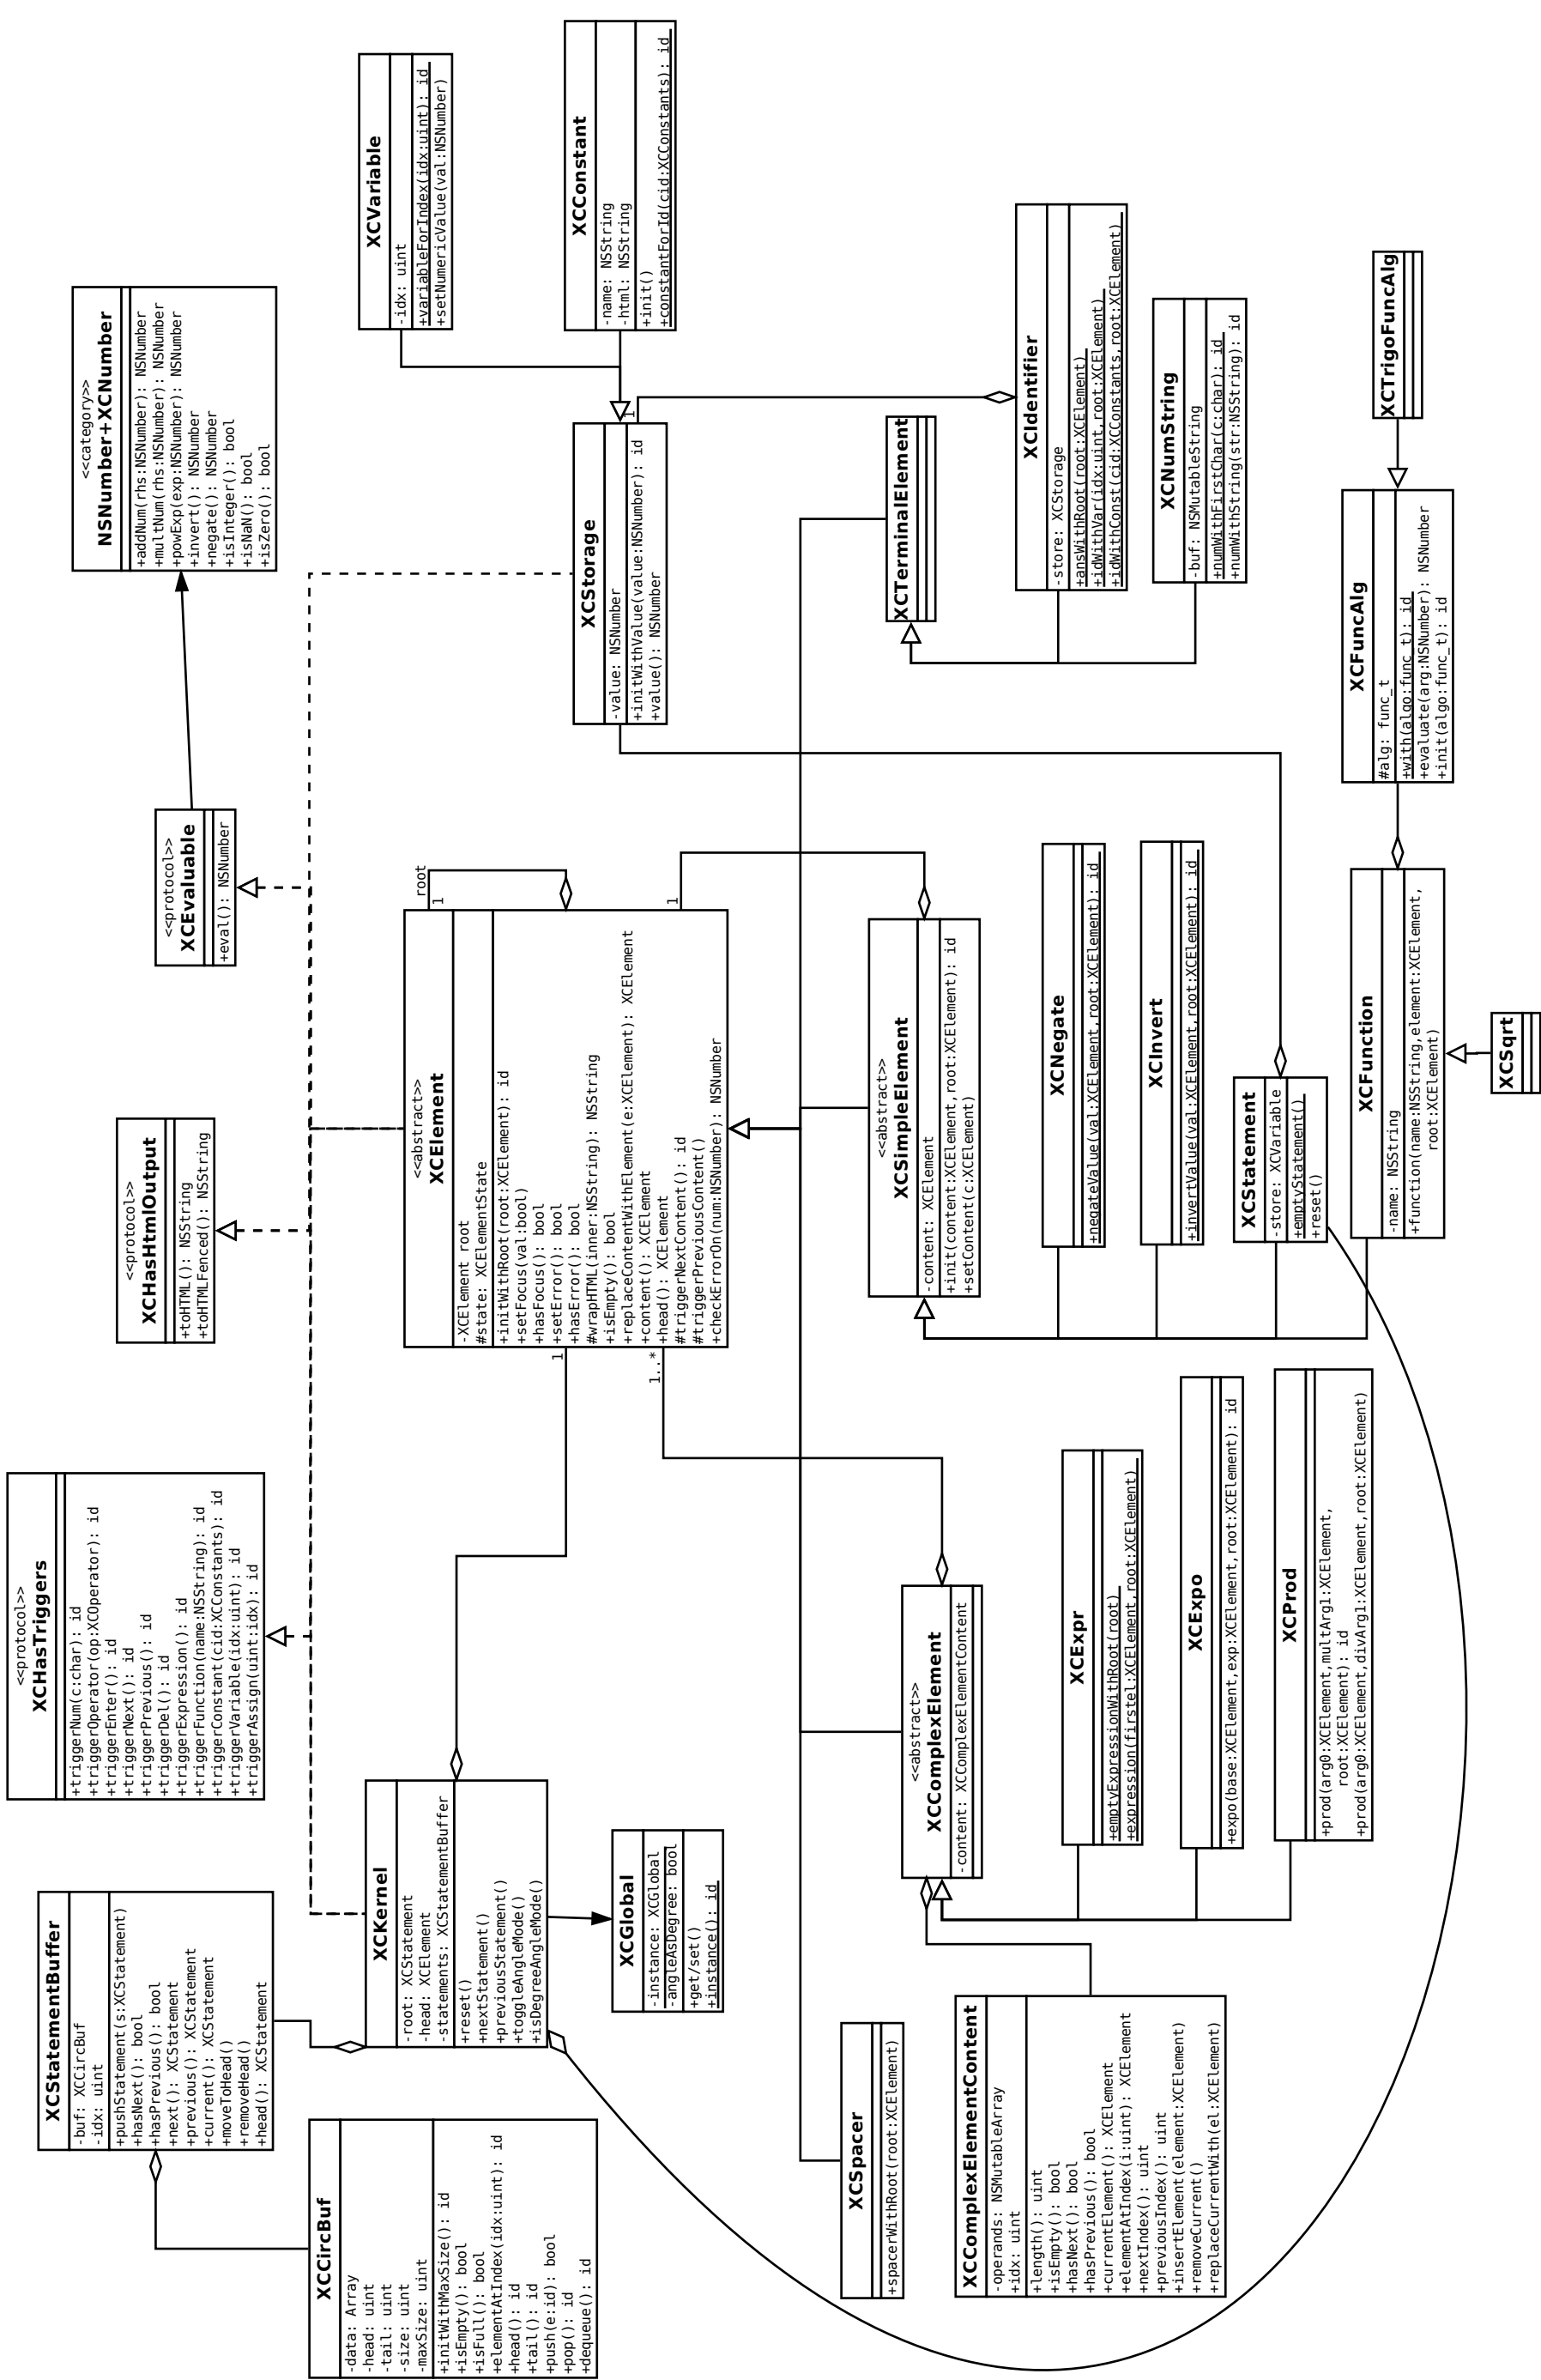 <<protocol>>
XCHasTriggers
+triggerNum(c:char): id
+triggerOperator(op:XCOperator): id
+triggerEnter(): id
+triggerNext(): id
+triggerPrevious(): id
+triggerDel(): id
+triggerExpression(): id
+triggerFunction(name:NSString): id
+triggerConstant(cid:XCConstants): id
+triggerVariable(idx:uint): id
+triggerAssign(uint:idx): id
<<protocol>>
XCHasHtmlOutput
+toHTML(): NSString
+toHTMLFenced(): NSString
<<protocol>>
XCEvaluable
+eval(): NSNumber
<<category>>
NSNumber+XCNumber
+addNum(rhs:NSNumber): NSNumber
+multNum(rhs:NSNumber): NSNumber
+powExp(exp:NSNumber): NSNumber
+invert(): NSNumber
+negate(): NSNumber
+isInteger(): bool
+isNaN(): bool
+isZero(): bool
XCStatementBuffer
-buf: XCCircBuf
-idx: uint
+pushStatement(s:XCStatement)
+hasNext(): bool
+hasPrevious(): bool
+next(): XCStatement
+previous(): XCStatement
+current(): XCStatement
+moveToHead()
+removeHead()
+head(): XCStatement
XCCircBuf
-data: Array
-head: uint
-tail: uint
-size: uint
-maxSize: uint
+initWithMaxSize(): id
+isEmpty(): bool
+isFull(): bool
+elementAtIndex(idx:uint): id
+head(): id
+tail(): id
+push(e:id): bool
+pop(): id
+dequeue(): id
XCKernel
-root: XCStatement
-head: XCElement
-statements: XCStatementBuffer
+reset()
+nextStatement()
+previousStatement()
+toggleAngleMode()
+isDegreeAngleMode()
XCGlobal
-instance: XCGlobal
-angleAsDegree: bool
+get/set()
+instance(): id
<<abstract>>
XCElement
-XCElement root
#state: XCElementState
+initWithRoot(root:XCElement): id
+setFocus(val:bool)
+hasFocus(): bool
+setError(): bool
+hasError(): bool
#wrapHTML(inner:NSString): NSString
+isEmpty(): bool
+replaceContentWithElement(e:XCElement): XCElement
+content(): XCElement
+head(): XCElement
#triggerNextContent(): id
#triggerPreviousContent()
+checkErrorOn(num:NSNumber): NSNumber
root
1
1
1
1..*
XCVariable
-idx: uint
+variableForIndex(idx:uint): id
+setNumericValue(val:NSNumber)
XCConstant
-name: NSString
-html: NSString
+init()
+constantForId(cid:XCConstants): id
XCStorage
-value: NSNumber
+initWithValue(value:NSNumber): id
+value(): NSNumber
1
XCSpacer
+spacerWithRoot(root:XCElement)
<<abstract>>
XCComplexElement
-content: XCComplexElementContent
<<abstract>>
XCSimpleElement
-content: XCElement
+init(content:XCElement,root:XCElement): id
+setContent(c:XCElement)
XCTerminalElement
XCComplexElementContent
-operands: NSMutableArray
+idx: uint
+length(): uint
+isEmpty(): bool
+hasNext(): bool
+hasPrevious(): bool
+currentElement(): XCElement
+elementAtIndex(i:uint): XCElement
+nextIndex(): uint
+previousIndex(): uint
+insertElement(element:XCElement)
+removeCurrent()
+replaceCurrentWith(el:XCElement)
XCExpr
+emptyExpressionWithRoot(root)
+expression(firstel:XCElement,root:XCElement)
XCExpo
+expo(base:XCElement,exp:XCElement,root:XCElement): id
XCProd
+prod(arg0:XCElement,multArg1:XCElement,
root:XCElement): id
+prod(arg0:XCElement,divArg1:XCElement,root:XCElement)
XCNegate
+negateValue(val:XCElement,root:XCElement): id
XCInvert
+invertValue(val:XCElement,root:XCElement): id
XCStatement
-store: XCVariable
+emptyStatement()
+reset()
XCFunction
-name: NSString
+function(name:NSString,element:XCElement,
root:XCElement)
XCSqrt
XCIdentifier
-store: XCStorage
+ansWithRoot(root:XCElement)
+idWithVar(idx:uint,root:XCElement)
+idWithConst(cid:XCConstants,root:XCElement)
XCNumString
-buf: NSMutableString
+numWithFirstChar(c:char): id
+numWithString(str:NSString): id
XCFuncAlg
#alg: func_t
+with(algo:func_t): id
+evaluate(arg:NSNumber): NSNumber
+init(algo:func_t): id
XCTrigoFuncAlg